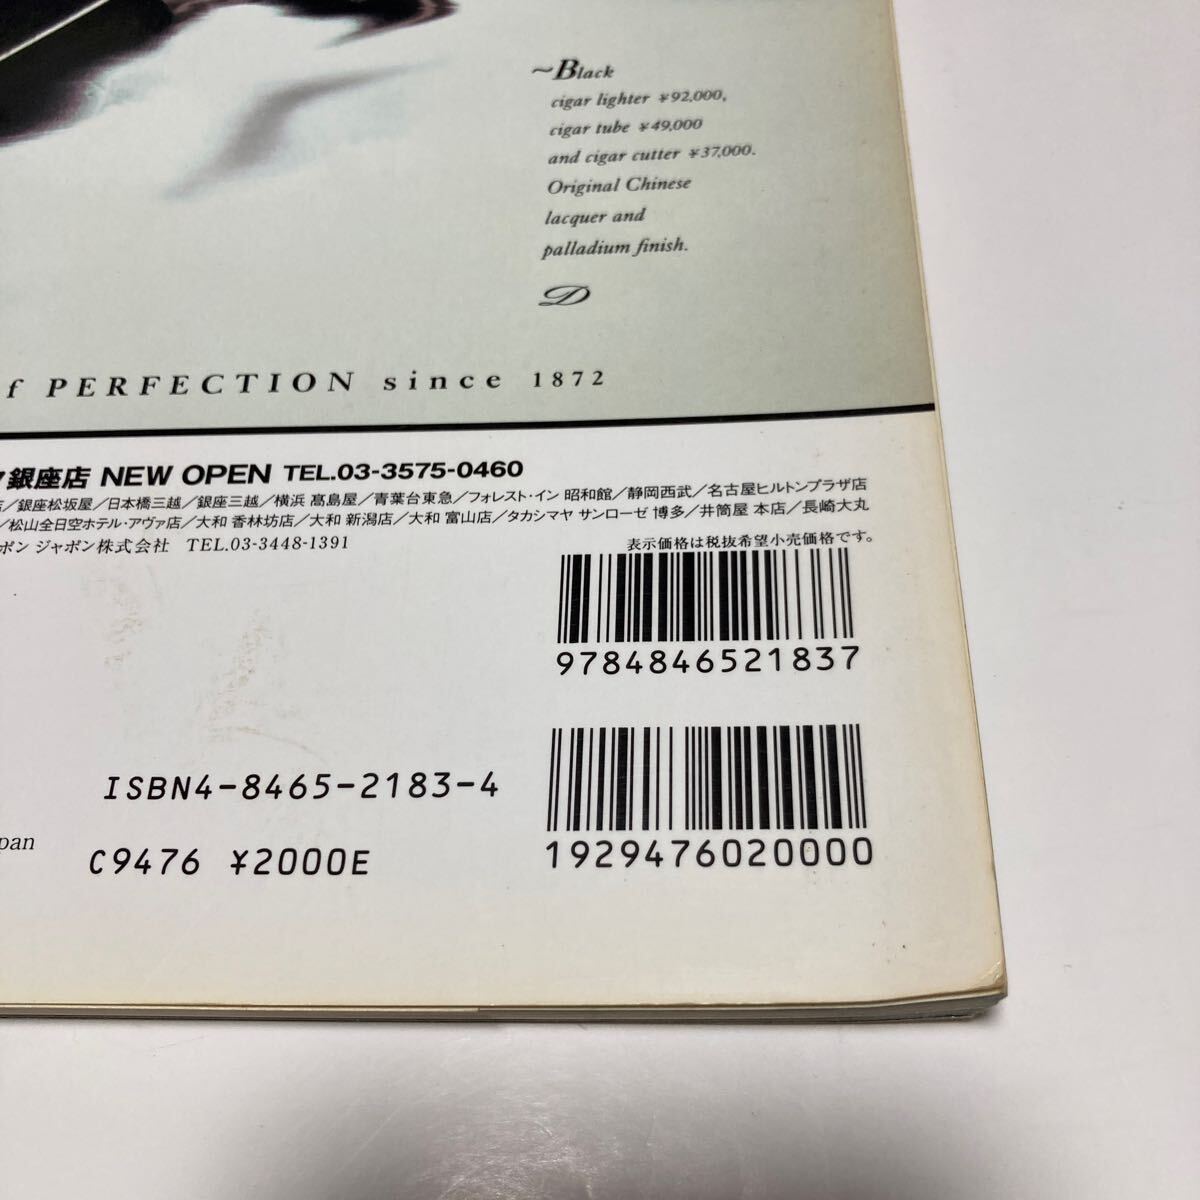 ~Black
cigar lighter ¥92,000,
cigar tube ¥49,000
and cigar cutter ¥37,000.
Original Chinese
lacquer and
palladium finish.
D
f PERFECTION since 1872
銀座店 NEW OPEN TEL.03-3575-0460
／銀座松坂屋／日本橋三越／銀座三越／横浜 髙島屋／青葉台東急／フォレスト・イン 昭和館／静岡西武／名古屋ヒルトンプラザ店
／松山全日空ホテル・アヴァ店／大和 香林坊店／大和 新潟店／大和 富山店／タカシマヤ サンローゼ 博多／井筒屋 本店／長崎大丸
ポン ジャポン株式会社 TEL.03-3448-1391
表示価格は税抜希望小売価格です。
9784846521837
ISBN4-8465-2183-4
pan
C9476 ¥2000E
1929476020000